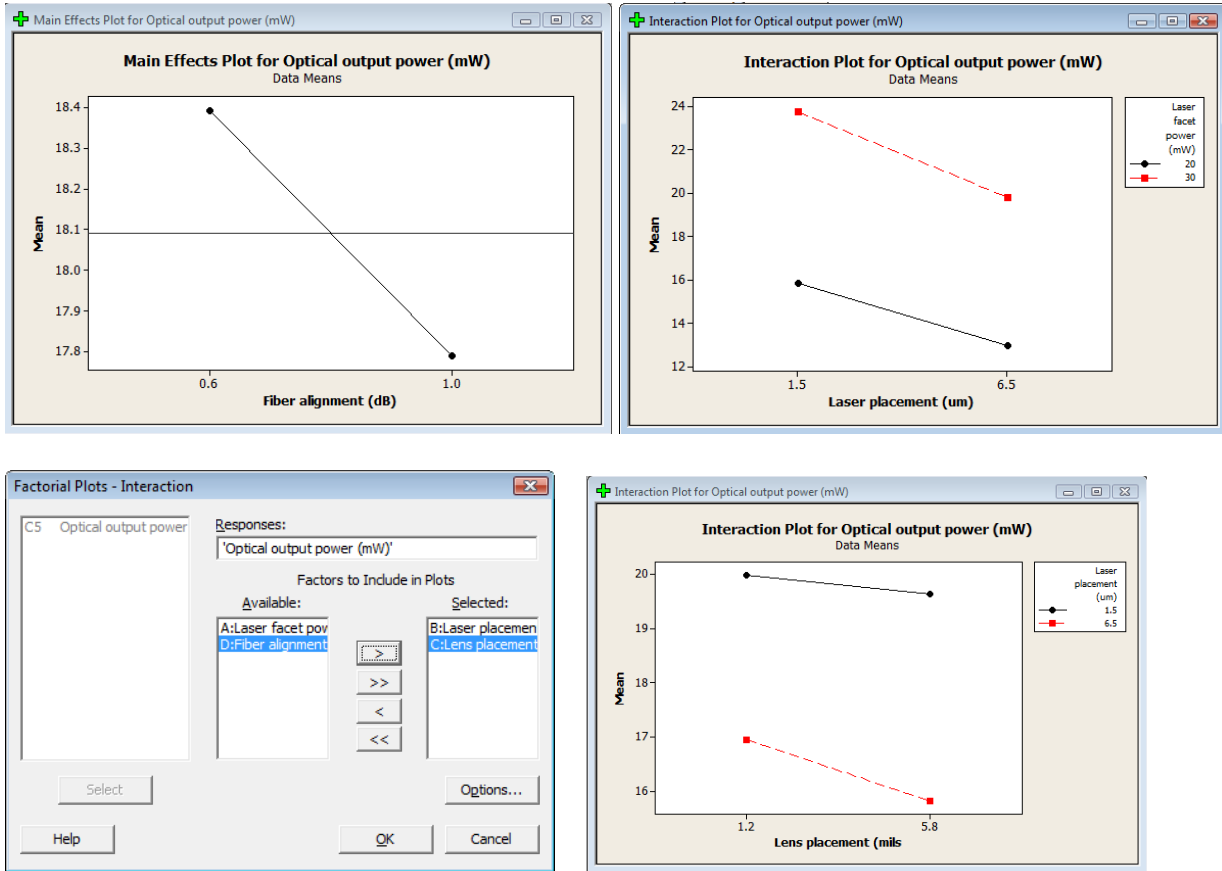 Main Effects Plot for Optical output power (mW)
Main Effects Plot for Optical output power (mW)
Data Means
18.4
18.3
18.2
18.1
18.0
17.9
17.8
Mean
0.6
1.0
Fiber alignment (dB)
Interaction Plot for Optical output power (mW)
Interaction Plot for Optical output power (mW)
Data Means
24
22
20
18
16
14
12
Mean
1.5
6.5
Laser placement (um)
Laser
facet
power
(mW)
20
30
Factorial Plots - Interaction
C5 Optical output power
Responses:
'Optical output power (mW)'
Factors to Include in Plots
Available:
Selected:
A:Laser facet pov
D:Fiber alignment
B:Laser placemen
C:Lens placement
>
>>
<
<<
Select
Options...
Help
OK
Cancel
Interaction Plot for Optical output power (mW)
Interaction Plot for Optical output power (mW)
Data Means
20
19
18
17
16
Mean
1.2
5.8
Lens placement (mils
Laser
placement
(um)
1.5
6.5